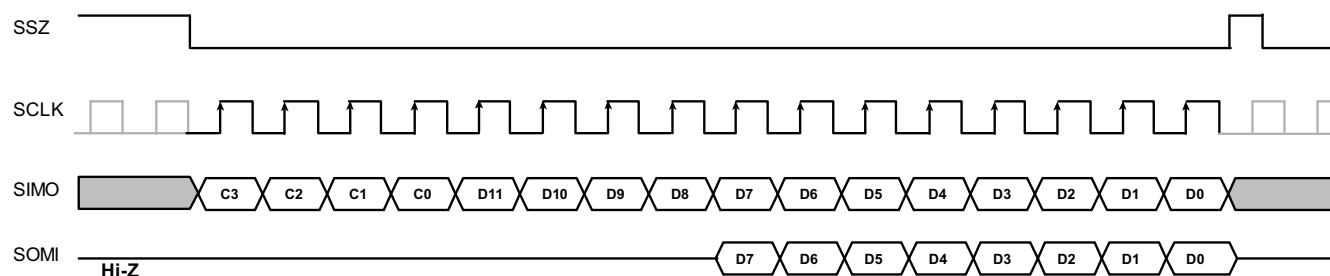 SSZ
SCLK
SIMO C3 C2 C1 C0 D11 D10 D9 D8 D7 D6 D5 D4 D3 D2 D1 D0
SOMI Hi-Z D7 D6 D5 D4 D3 D2 D1 D0